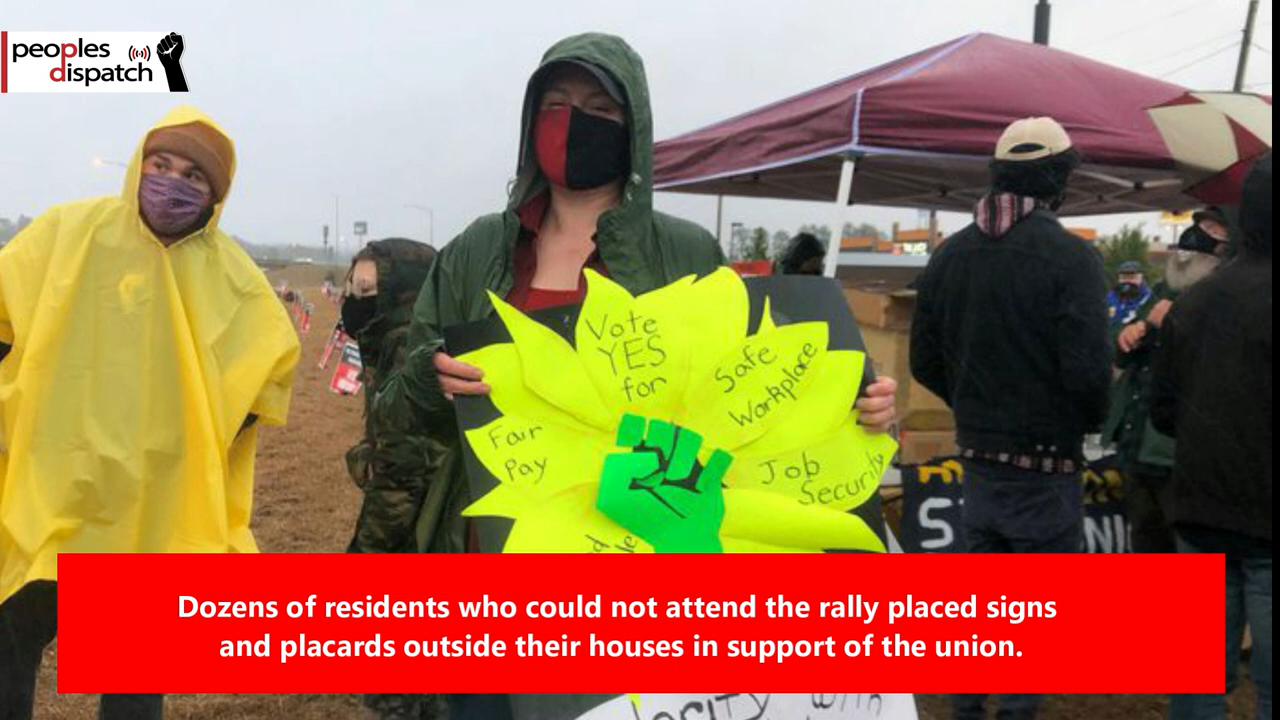 peoples
dispatch
Vote
YES
for
Safe
Workplace
Fair
Pay
Job
Security
Dozens of residents who could not attend the rally placed signs
and placards outside their houses in support of the union.
with